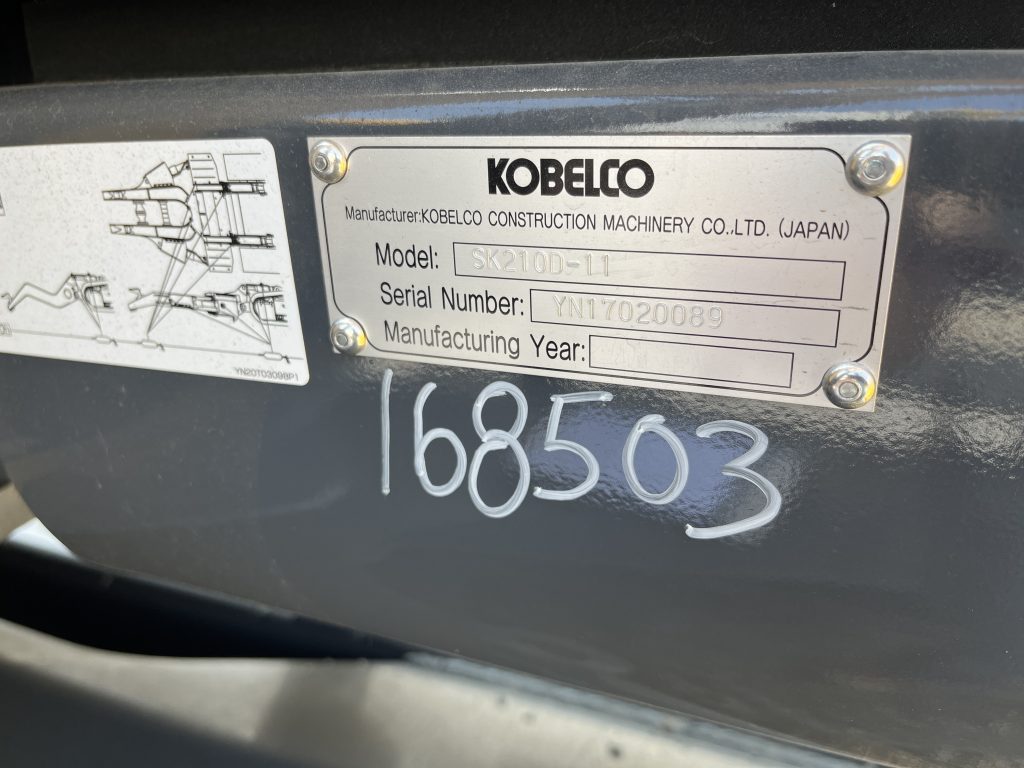 KOBELCO
Manufacturer:KOBELCO CONSTRUCTION MACHINERY CO.,LTD. (JAPAN)
Model: SK210D-11
Serial Number: YN17020089
Manufacturing Year:
YN20T03098P1
168503